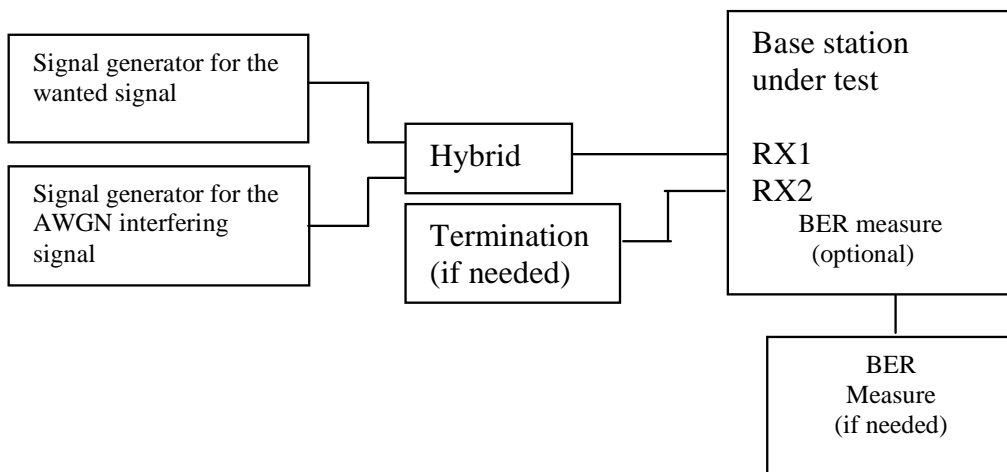 Signal generator for the
wanted signal
Signal generator for the
AWGN interfering
signal
Hybrid
Termination
(if needed)
Base station
under test
RX1
RX2
BER measure
(optional)
BER
Measure
(if needed)